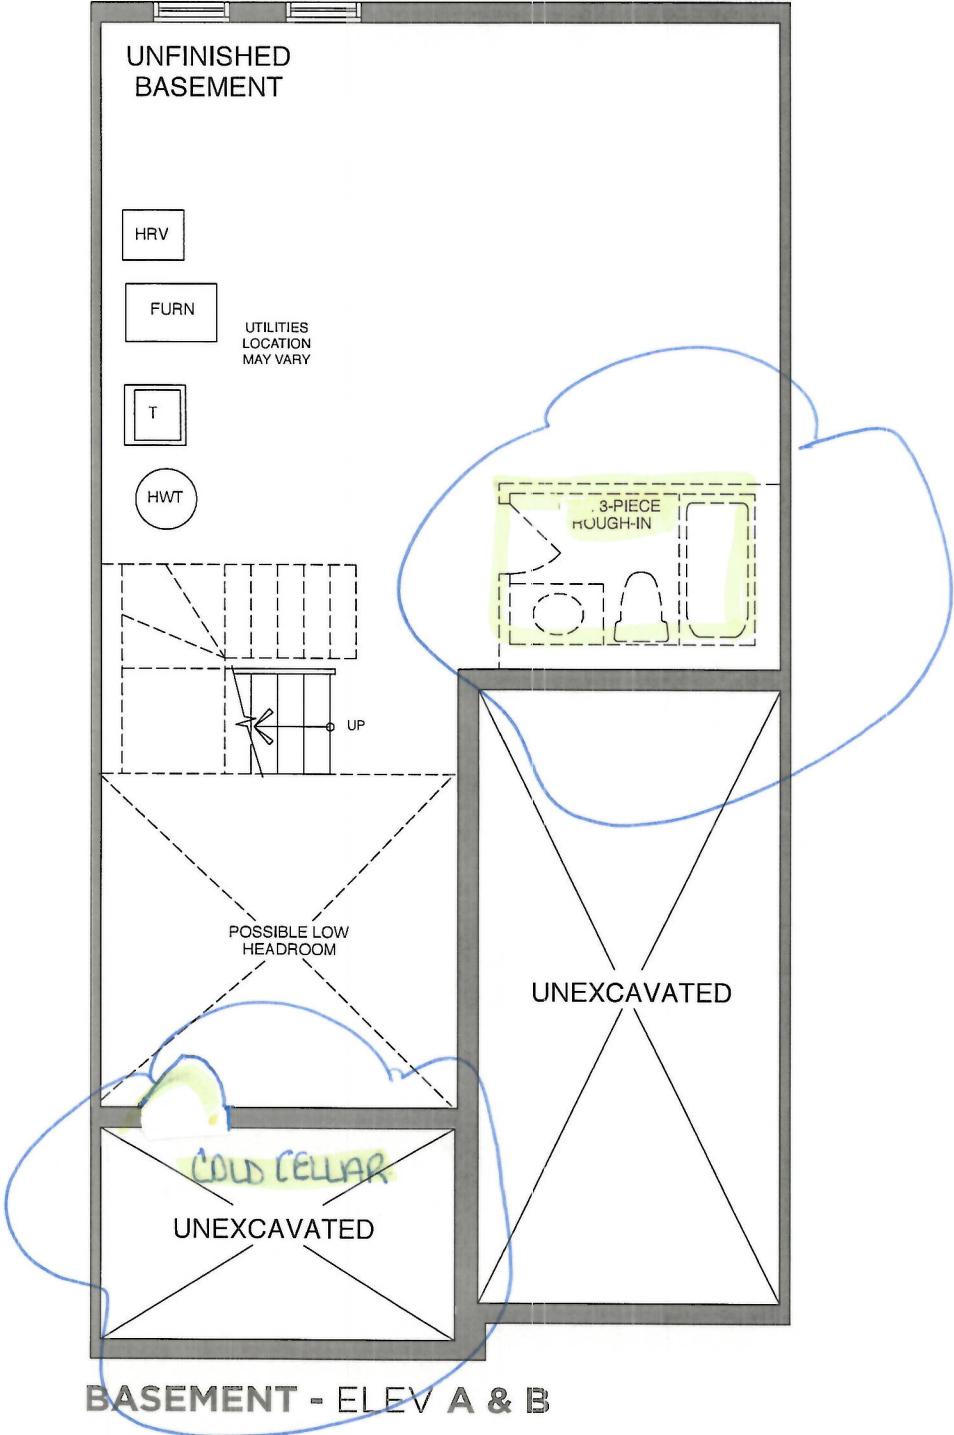 UNFINISHED
BASEMENT
HRV
FURN
UTILITIES
LOCATION
MAY VARY
T
HWT
3-PIECE
ROUGH-IN
UP
POSSIBLE LOW
HEADROOM
UNEXCAVATED
COLD CELLAR
UNEXCAVATED
BASEMENT - ELEV A & B